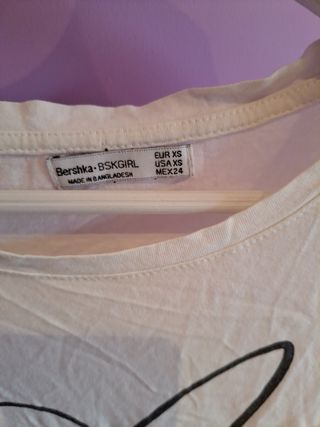 Bershka • BSKGIRL
MADE IN BANGLADESH
EUR XS
USA XS
MEX 24